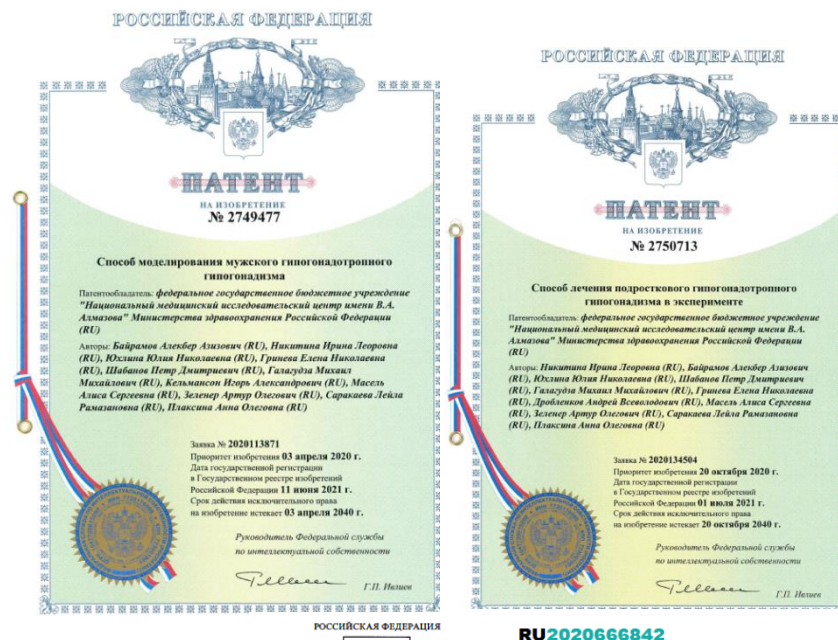 РОССИЙСКАЯ ФЕДЕРАЦИЯ
ПАТЕНТ
НА ИЗОБРЕТЕНИЕ
№ 2749477
Способ моделирования мужского гипогонадотропного
гипогонадизма
Патентообладатель: федеральное государственное бюджетное учреждение
"Национальный медицинский исследовательский центр имени В.А.
Алмазова" Министерства здравоохранения Российской Федерации
(RU)
Авторы: Байрамов Алекбер Азизович (RU), Никитина Ирина Леоровна
(RU), Юхлина Юлия Николаевна (RU), Гринева Елена Николаевна
(RU), Шабанов Петр Дмитриевич (RU), Галагудза Михаил
Михайлович (RU), Кельмансон Игорь Александрович (RU), Масель
Алиса Сергеевна (RU), Зеленер Артур Олегович (RU), Саракаева Лейла
Рамазановна (RU), Плаксина Анна Олеговна (RU)
Заявка № 2020113871
Приоритет изобретения 03 апреля 2020 г.
Дата государственной регистрации
в Государственном реестре изобретений
Российской Федерации 11 июня 2021 г.
Срок действия исключительного права
на изобретение истекает 03 апреля 2040 г.
Руководитель Федеральной службы
по интеллектуальной собственности
Г.П. Ивлиев
РОССИЙСКАЯ ФЕДЕРАЦИЯ
ПАТЕНТ
НА ИЗОБРЕТЕНИЕ
№ 2750713
Способ лечения подросткового гипогонадотропного
гипогонадизма в эксперименте
Патентообладатель: федеральное государственное бюджетное учреждение
"Национальный медицинский исследовательский центр имени В.А.
Алмазова" Министерства здравоохранения Российской Федерации
(RU)
Авторы: Никитина Ирина Леоровна (RU), Байрамов Алекбер Азизович
(RU), Юхлина Юлия Николаевна (RU), Шабанов Петр Дмитриевич
(RU), Галагудза Михаил Михайлович (RU), Гринева Елена Николаевна
(RU), Дробленков Андрей Всеволодович (RU), Масель Алиса Сергеевна
(RU), Зеленер Артур Олегович (RU), Саракаева Лейла Рамазановна
(RU), Плаксина Анна Олеговна (RU)
Заявка № 2020134504
Приоритет изобретения 20 октября 2020 г.
Дата государственной регистрации
в Государственном реестре изобретений
Российской Федерации 01 июля 2021 г.
Срок действия исключительного права
на изобретение истекает 20 октября 2040 г.
Руководитель Федеральной службы
по интеллектуальной собственности
Г.П. Ивлиев
РОССИЙСКАЯ ФЕДЕРАЦИЯ
RU2020666842